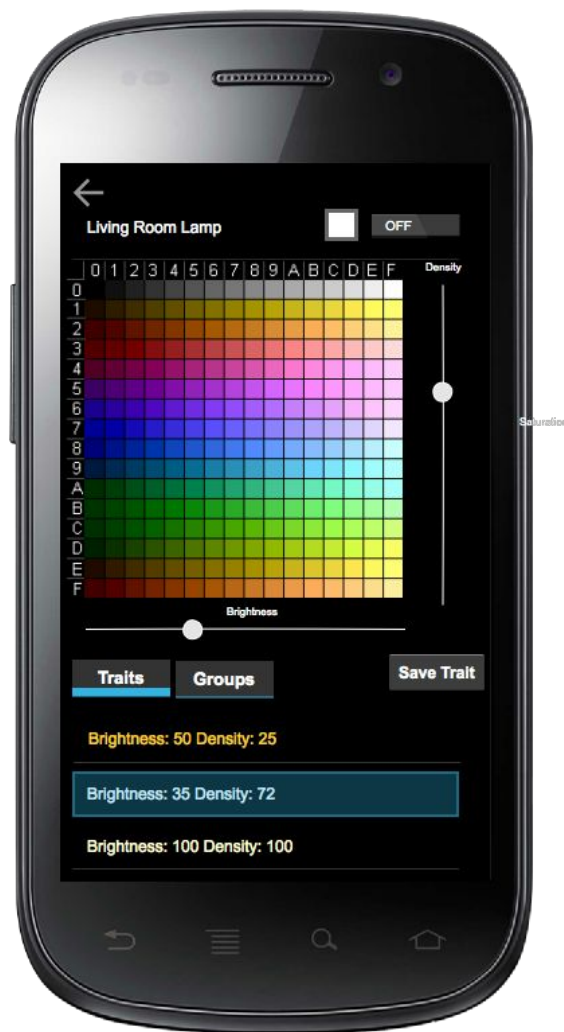 Living Room Lamp OFF
0 1 2 3 4 5 6 7 8 9 A B C D E F Density
0
1
2
3
4
5
Saturation
6
7
8
9
A
B
C
D
E
F
Brightness
Traits Groups Save Trait
Brightness: 50 Density: 25
Brightness: 35 Density: 72
Brightness: 100 Density: 100